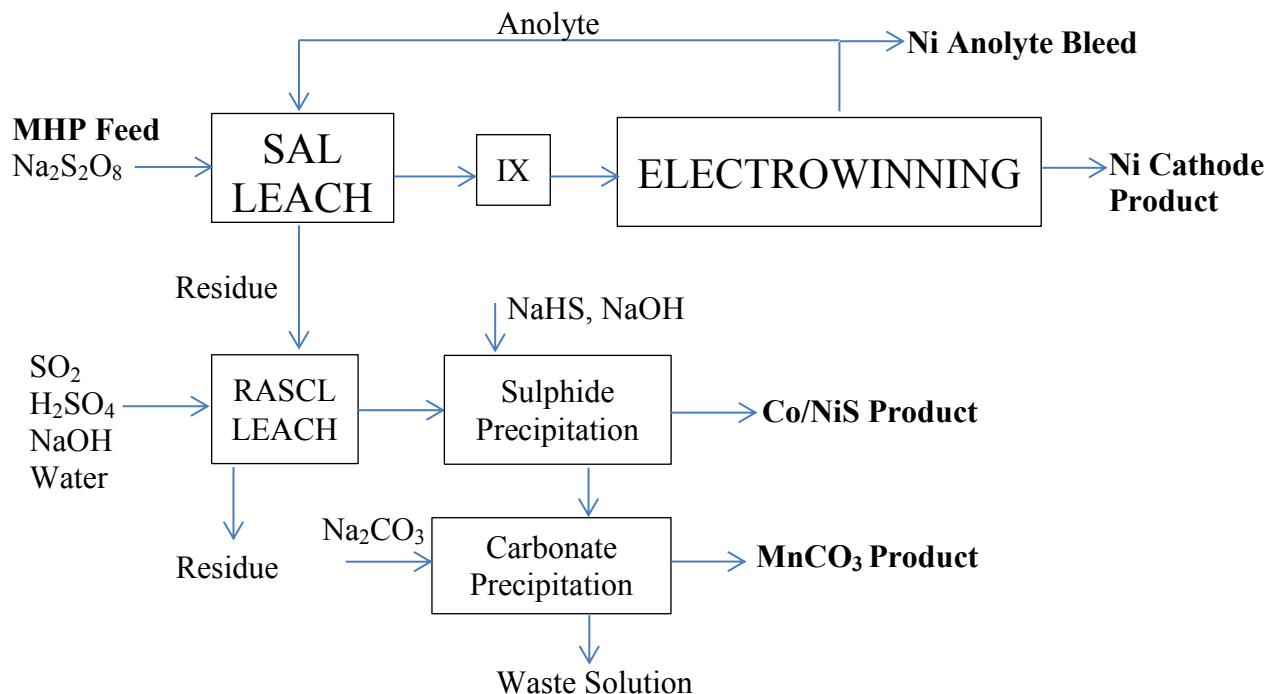 Anolyte
Ni Anolyte Bleed
MHP Feed
Na₂S₂O₈
SAL
LEACH
IX
ELECTROWINNING
Ni Cathode
Product
Residue
NaHS, NaOH
SO₂
H₂SO₄
NaOH
Water
RASCL
LEACH
Sulphide
Precipitation
Co/NiS Product
Residue
Na₂CO₃
Carbonate
Precipitation
MnCO₃ Product
Waste Solution